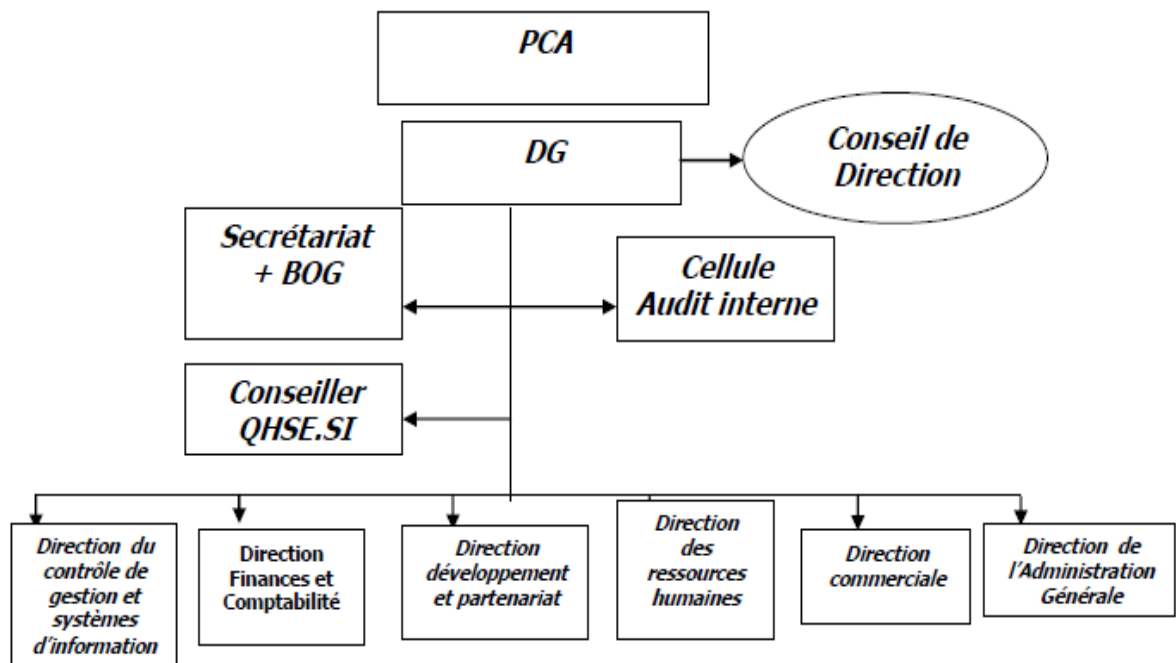 PCA
DG
Conseil de
Direction
Secrétariat
+ BOG
Cellule
Audit interne
Conseiller
QHSE.SI
Direction du
contrôle de
gestion et
systèmes
d'information
Direction
Finances et
Comptabilité
Direction
développement
et partenariat
Direction
des
ressources
humaines
Direction
commerciale
Direction de
l'Administration
Générale